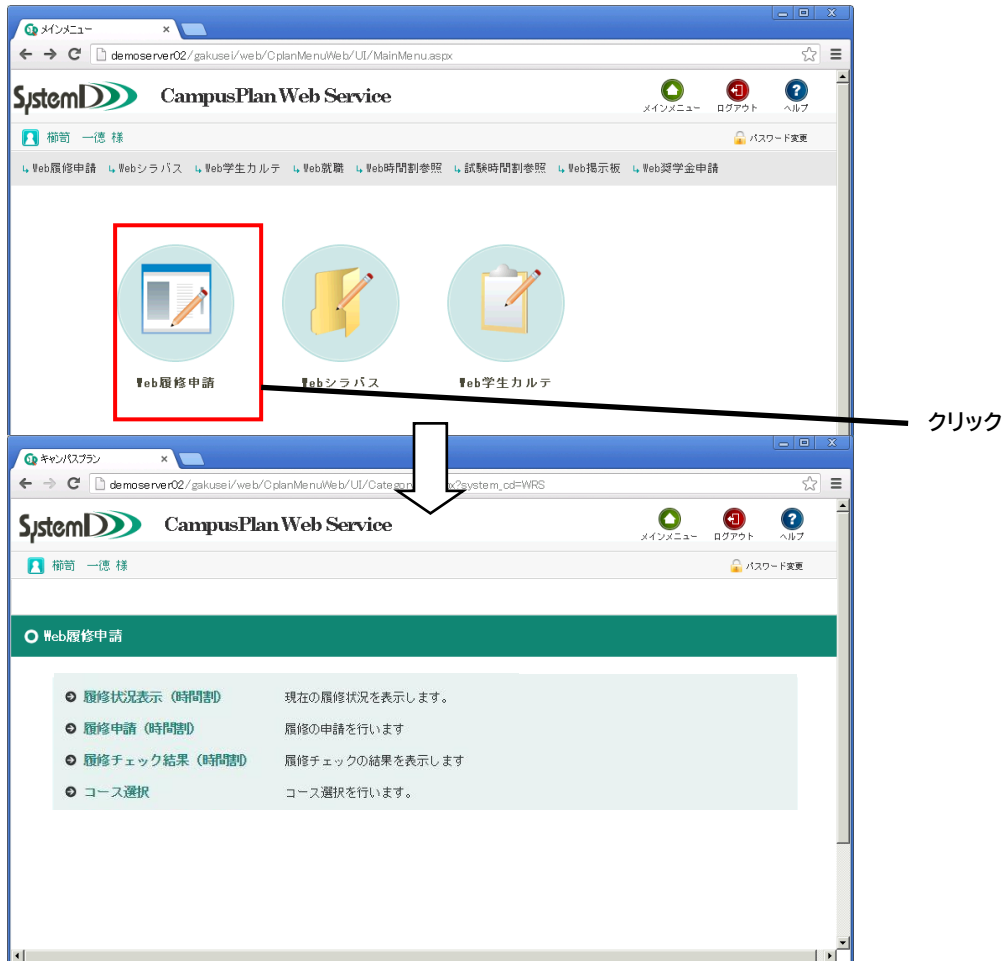 メインメニュー
demoserver02/gakusei/web/CplanMenuWeb/UI/MainMenu.aspx
SystemD CampusPlan Web Service
メインメニュー ログアウト ヘルプ
櫛笥 一徳 様 パスワード変更
Web履修申請 Webシラバス Web学生カルテ Web就職 Web時間割参照 試験時間割参照 Web掲示板 Web奨学金申請
Web履修申請 Webシラバス Web学生カルテ
クリック
キャンパスプラン
demoserver02/gakusei/web/CplanMenuWeb/UI/Categor x?system_cd=WRS
SystemD CampusPlan Web Service
メインメニュー ログアウト ヘルプ
櫛笥 一徳 様 パスワード変更
Web履修申請
履修状況表示（時間割） 現在の履修状況を表示します。
履修申請（時間割） 履修の申請を行います
履修チェック結果（時間割） 履修チェックの結果を表示します
コース選択 コース選択を行います。